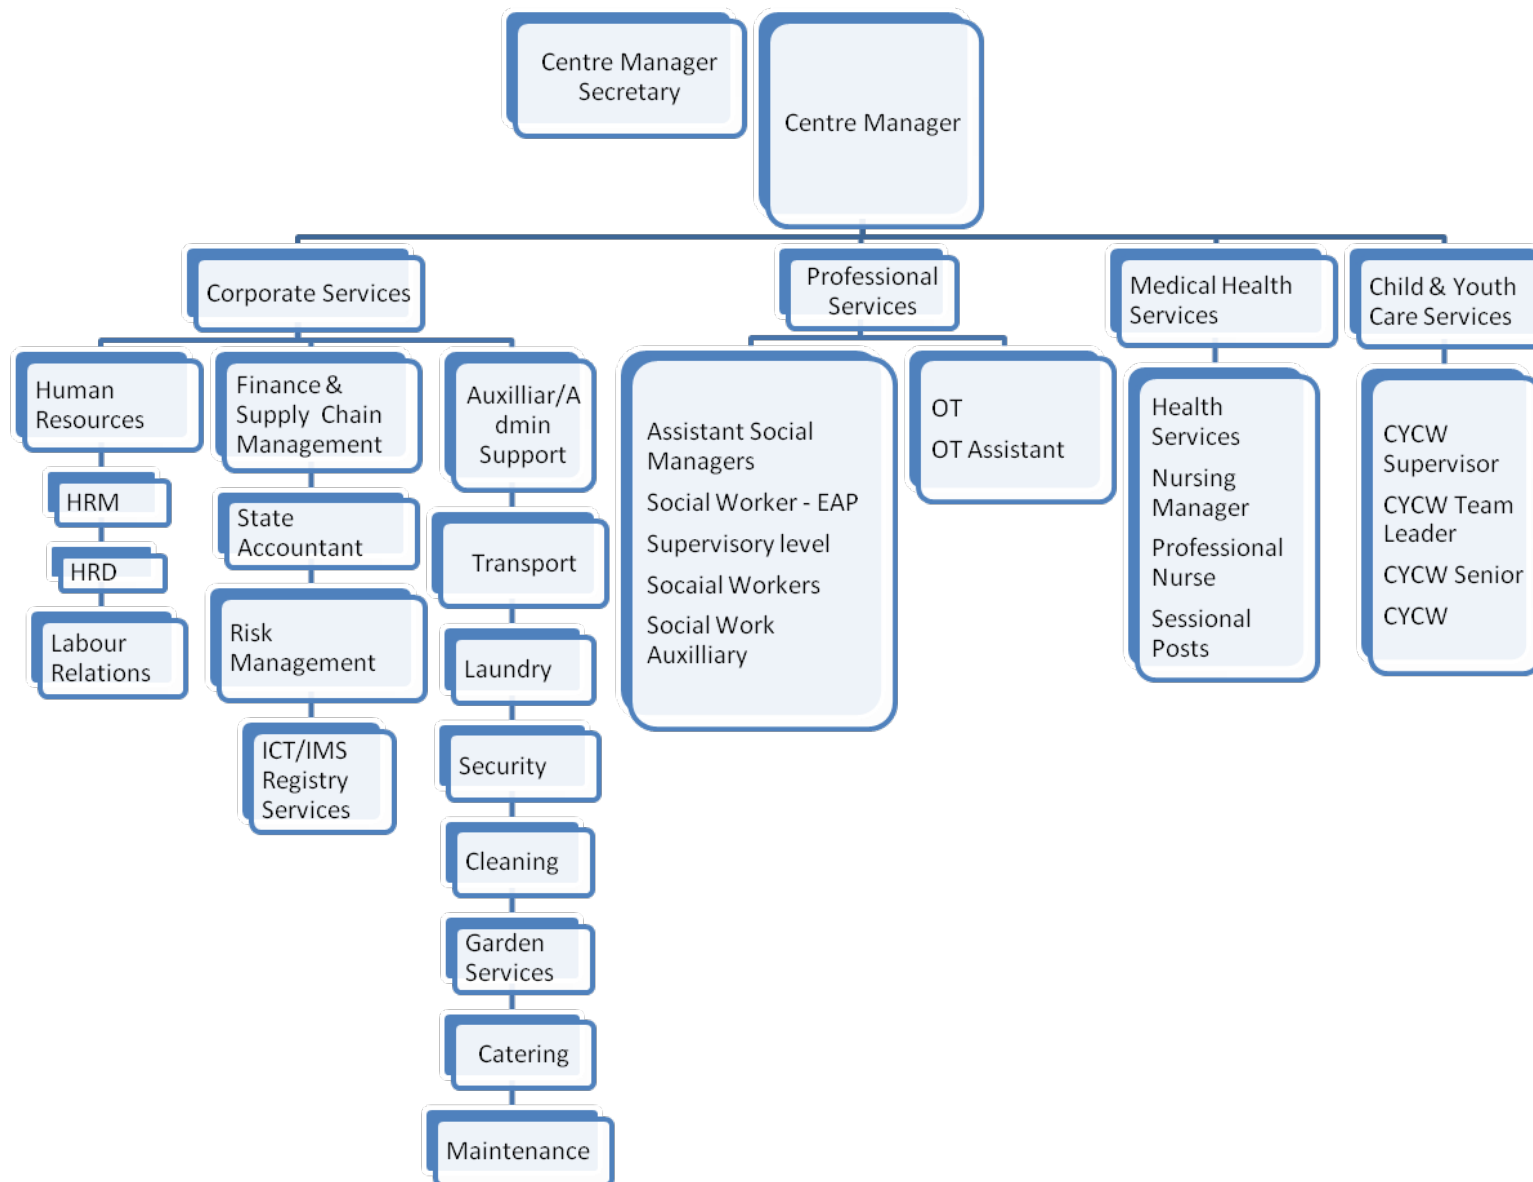 Centre Manager
Secretary
Centre Manager
Corporate Services
Professional
Services
Medical Health
Services
Child & Youth
Care Services
Human
Resources
HRM
HRD
Labour
Relations
Finance &
Supply Chain
Management
State
Accountant
Risk
Management
ICT/IMS
Registry
Services
Auxilliar/A
dmin
Support
Transport
Laundry
Security
Cleaning
Garden
Services
Catering
Maintenance
Assistant Social
Managers
Social Worker - EAP
Supervisory level
Socaial Workers
Social Work
Auxilliary
OT
OT Assistant
Health
Services
Nursing
Manager
Professional
Nurse
Sessional
Posts
CYCW
Supervisor
CYCW Team
Leader
CYCW Senior
CYCW